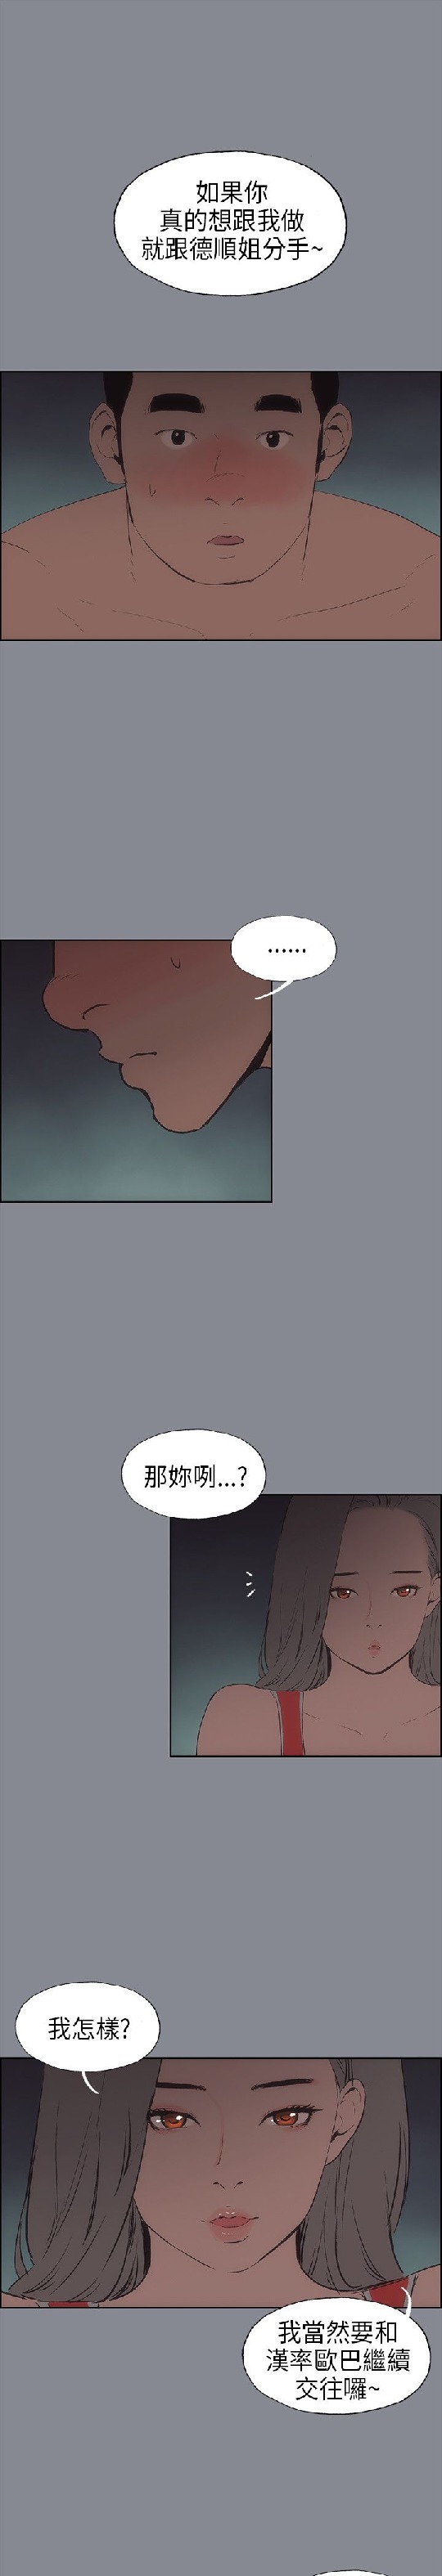 如果你
真的想跟我做
就跟德順姐分手~
······
那妳咧...?
我怎樣?
我當然要和
漢率歐巴繼續
交往囉~